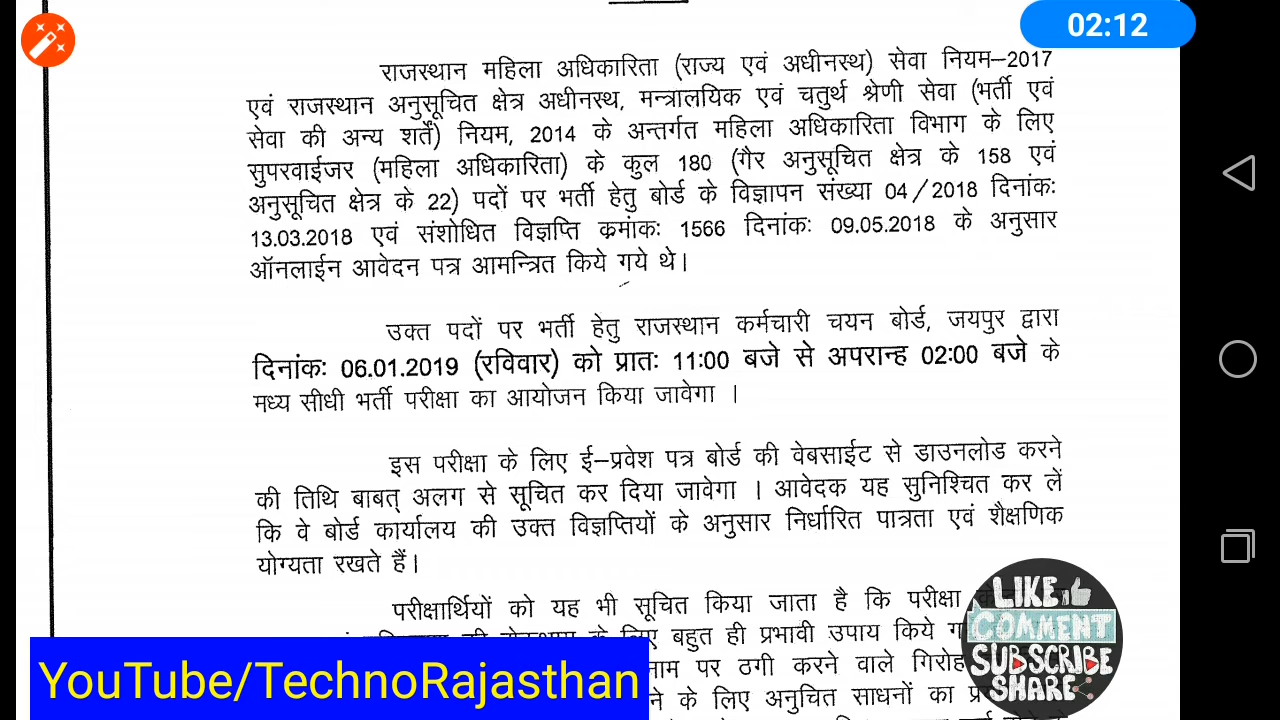 02:12
राजस्थान महिला अधिकारिता (राज्य एवं अधीनस्थ) सेवा नियम–2017
एवं राजस्थान अनुसूचित क्षेत्र अधीनस्थ, मन्त्रालयिक एवं चतुर्थ श्रेणी सेवा (भर्ती एवं
सेवा की अन्य शर्तें) नियम, 2014 के अन्तर्गत महिला अधिकारिता विभाग के लिए
सुपरवाईजर (महिला अधिकारिता) के कुल 180 (गैर अनुसूचित क्षेत्र के 158 एवं
अनुसूचित क्षेत्र के 22) पदों पर भर्ती हेतु बोर्ड के विज्ञापन संख्या 04/2018 दिनांकः
13.03.2018 एवं संशोधित विज्ञप्ति क्रमांकः 1566 दिनांकः 09.05.2018 के अनुसार
ऑनलाईन आवेदन पत्र आमन्त्रित किये गये थे।
उक्त पदों पर भर्ती हेतु राजस्थान कर्मचारी चयन बोर्ड, जयपुर द्वारा
दिनांकः 06.01.2019 (रविवार) को प्रातः 11:00 बजे से अपरान्ह 02:00 बजे के
मध्य सीधी भर्ती परीक्षा का आयोजन किया जावेगा ।
इस परीक्षा के लिए ई–प्रवेश पत्र बोर्ड की वेबसाईट से डाउनलोड करने
की तिथि बाबत् अलग से सूचित कर दिया जावेगा । आवेदक यह सुनिश्चित कर लें
कि वे बोर्ड कार्यालय की उक्त विज्ञप्तियों के अनुसार निर्धारित पात्रता एवं शैक्षणिक
योग्यता रखते हैं।
परीक्षार्थियों को यह भी सूचित किया जाता है कि परीक्षा
बहुत ही प्रभावी उपाय किये
पर ठगी करने वाले गिरोह
के लिए अनुचित साधनों का
YouTube/TechnoRajasthan
LIKE
COMMENT
SUBSCRIBE
SHARE